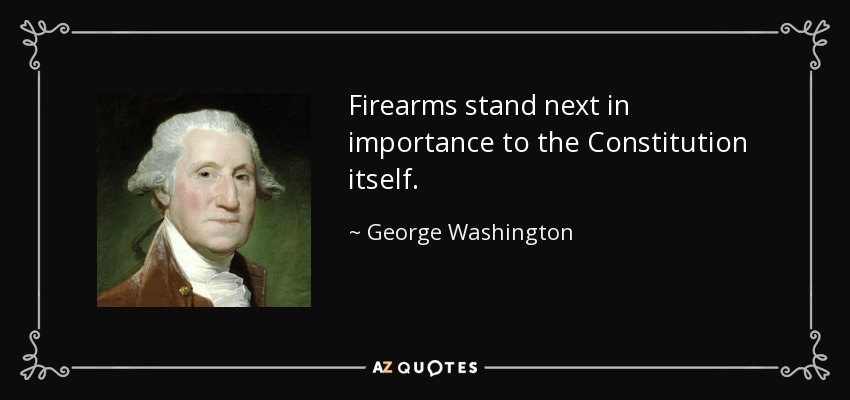 Firearms stand next in
importance to the Constitution
itself.
~ George Washington
AZ QUOTES